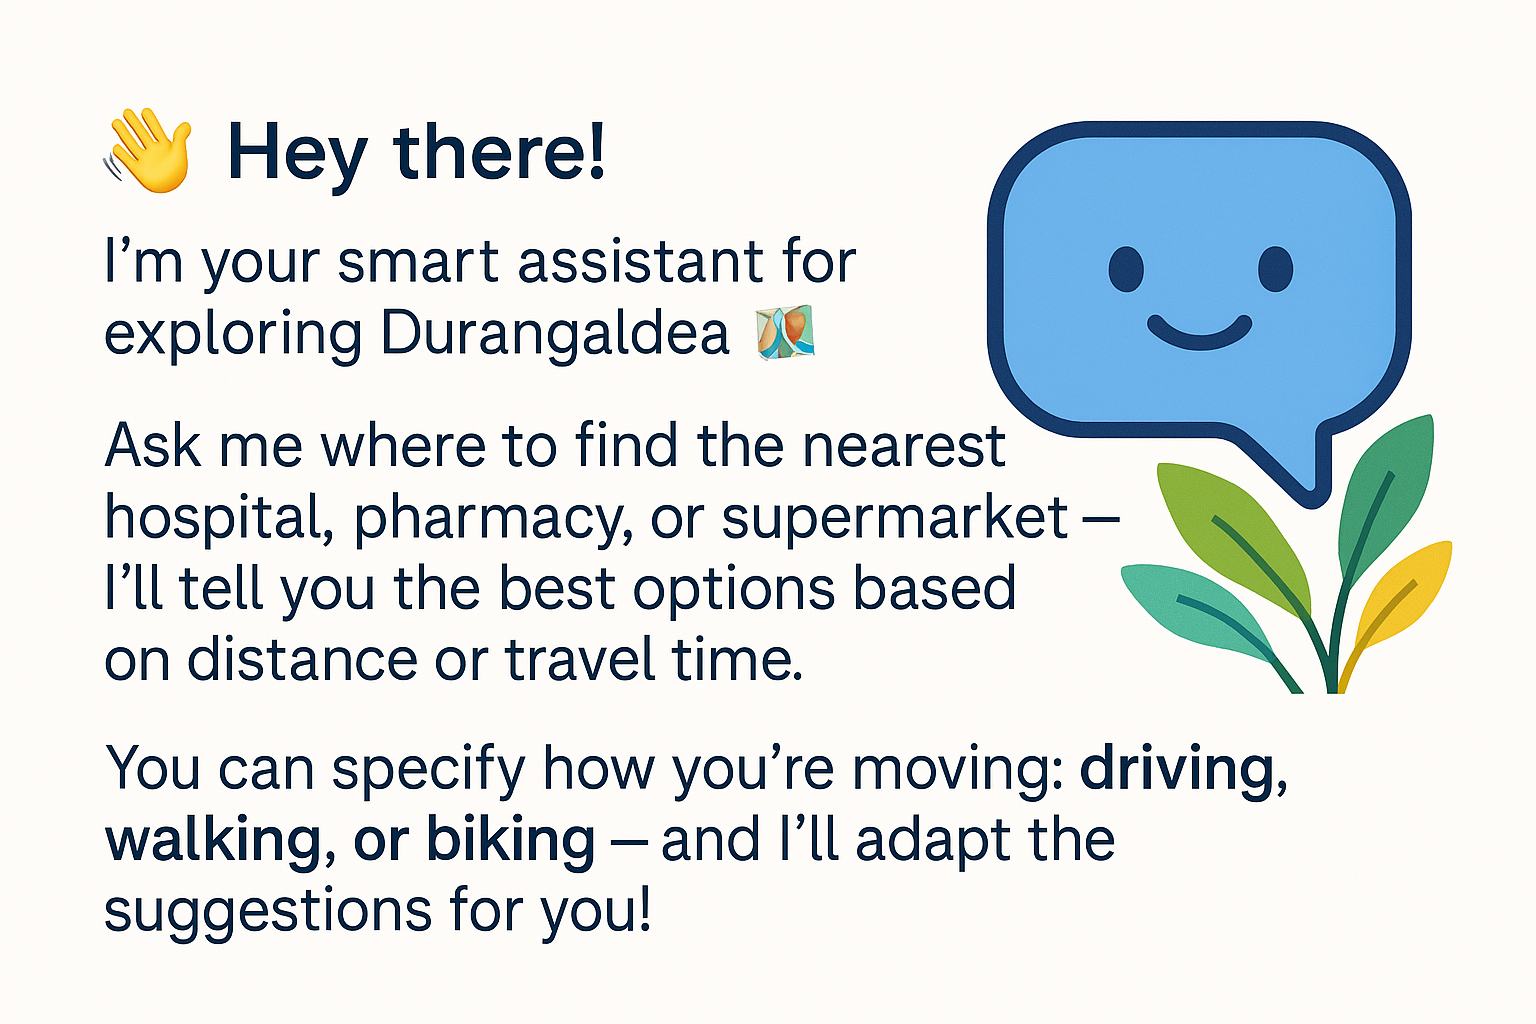 👋 Hey there!
I’m your smart assistant for
exploring Durangaldea
Ask me where to find the nearest
hospital, pharmacy, or supermarket –
I’ll tell you the best options based
on distance or travel time.
You can specify how you’re moving: driving,
walking, or biking – and I’ll adapt the
suggestions for you!